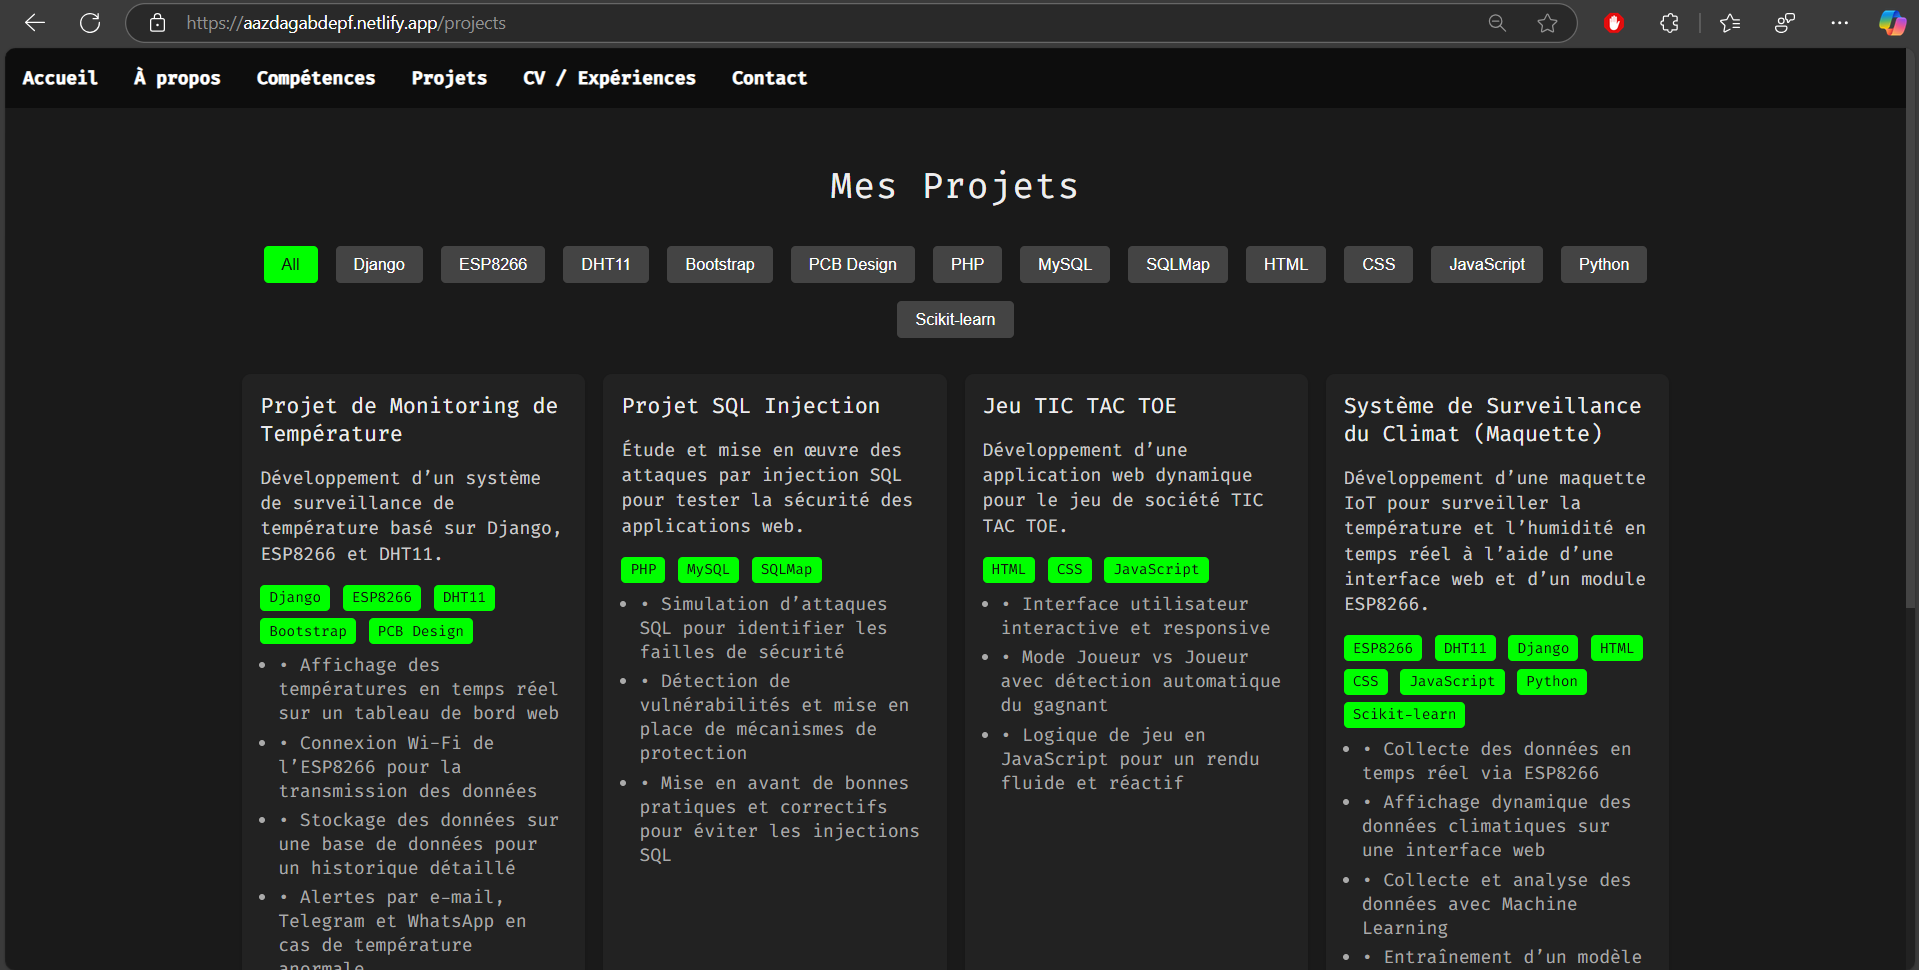 https://aazdagabdepf.netlify.app/projects
Accueil À propos Compétences Projets CV / Expériences Contact
Mes Projets
All Django ESP8266 DHT11 Bootstrap PCB Design PHP MySQL SQLMap HTML CSS JavaScript Python
Scikit-learn
Projet de Monitoring de
Température
Développement d’un système
de surveillance de
température basé sur Django,
ESP8266 et DHT11.
Django ESP8266 DHT11
Bootstrap PCB Design
• • Affichage des
températures en temps réel
sur un tableau de bord web
• • Connexion Wi-Fi de
l’ESP8266 pour la
transmission des données
• • Stockage des données sur
une base de données pour
un historique détaillé
• • Alertes par e-mail,
Telegram et WhatsApp en
cas de température
anormale
Projet SQL Injection
Étude et mise en œuvre des
attaques par injection SQL
pour tester la sécurité des
applications web.
PHP MySQL SQLMap
• • Simulation d’attaques
SQL pour identifier les
failles de sécurité
• • Détection de
vulnérabilités et mise en
place de mécanismes de
protection
• • Mise en avant de bonnes
pratiques et correctifs
pour éviter les injections
SQL
Jeu TIC TAC TOE
Développement d’une
application web dynamique
pour le jeu de société TIC
TAC TOE.
HTML CSS JavaScript
• • Interface utilisateur
interactive et responsive
• • Mode Joueur vs Joueur
avec détection automatique
du gagnant
• • Logique de jeu en
JavaScript pour un rendu
fluide et réactif
Système de Surveillance
du Climat (Maquette)
Développement d’une maquette
IoT pour surveiller la
température et l’humidité en
temps réel à l’aide d’une
interface web et d’un module
ESP8266.
ESP8266 DHT11 Django HTML
CSS JavaScript Python
Scikit-learn
• • Collecte des données en
temps réel via ESP8266
• • Affichage dynamique des
données climatiques sur
une interface web
• • Collecte et analyse des
données avec Machine
Learning
• • Entraînement d’un modèle